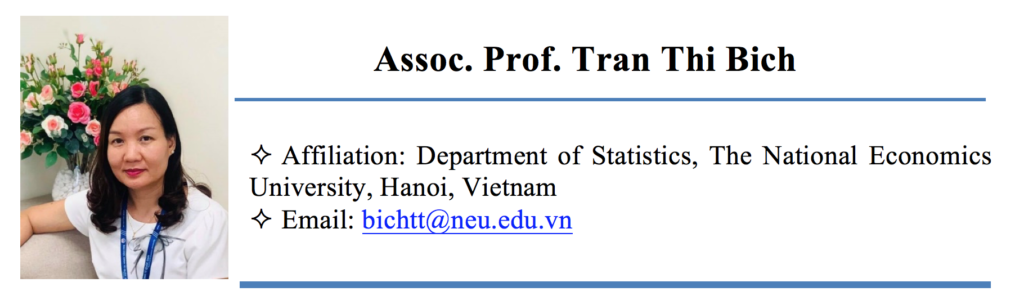 Assoc. Prof. Tran Thi Bich
✧ Affiliation: Department of Statistics, The National Economics
University, Hanoi, Vietnam
✧ Email: bichtt@neu.edu.vn